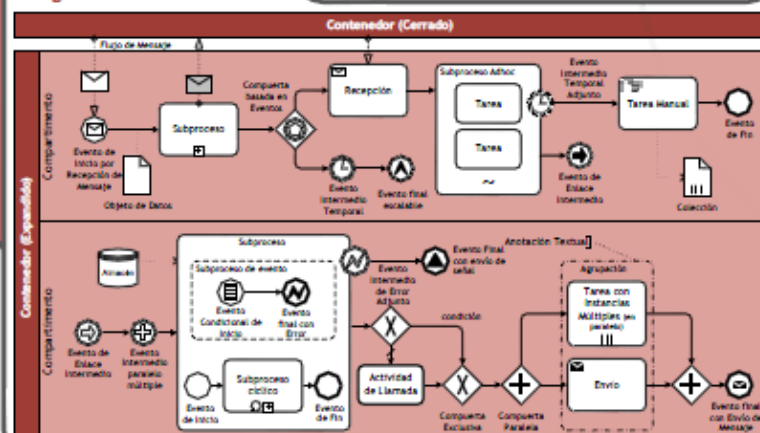 Contenedor (Cerrado)
Flujo de Mensaje
Contenedor (Expandido)
Compartimento
Evento de
Inicio por
Recepción de
Mensaje
Subproceso
Objeto de Datos
Compuerta
basada en
Eventos
Recepción
Evento
Intermedio
Temporal
Evento final
escalable
Subproceso Adhoc
Tarea
Tarea
Evento
Intermedio
Temporal
Adjunto
Evento de
Enlace
Intermedio
Tarea Manual
Evento
de Fin
Colección
Compartimento
Almacén
Evento de
Enlace
Intermedio
Evento
Intermedio
paralelo
múltiple
Subproceso
Subproceso de evento
Evento
Condicional de
Inicio
Evento
final con
Error
Evento
de Inicio
Subproceso
cíclico
Evento
de Fin
Evento
Intermedio
de Error
Adjunto
Evento Final
con envío de
señas
condición
Actividad
de Llamada
Compuerta
Exclusiva
Compuerta
Paralela
Anotación Textual
Agrupación
Tarea con
Instancias
Múltiples (en
paralelo)
Envío
Evento final
con Envío de
Mensaje